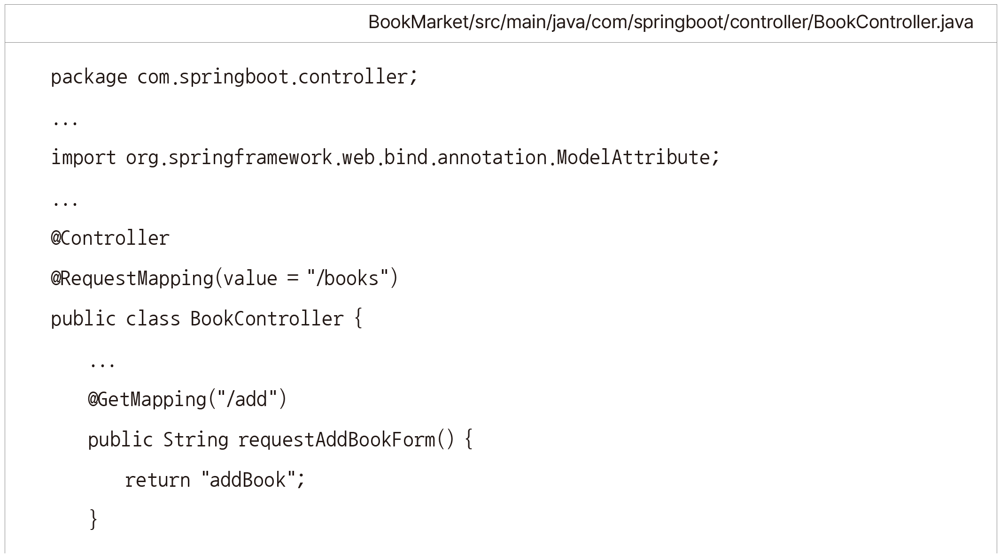 BookMarket/src/main/java/com/springboot/controller/BookController.java
package com.springboot.controller;
...
import org.springframework.web.bind.annotation.ModelAttribute;
...
@Controller
@RequestMapping(value = "/books")
public class BookController {
...
@GetMapping("/add")
public String requestAddBookForm() {
return "addBook";
}